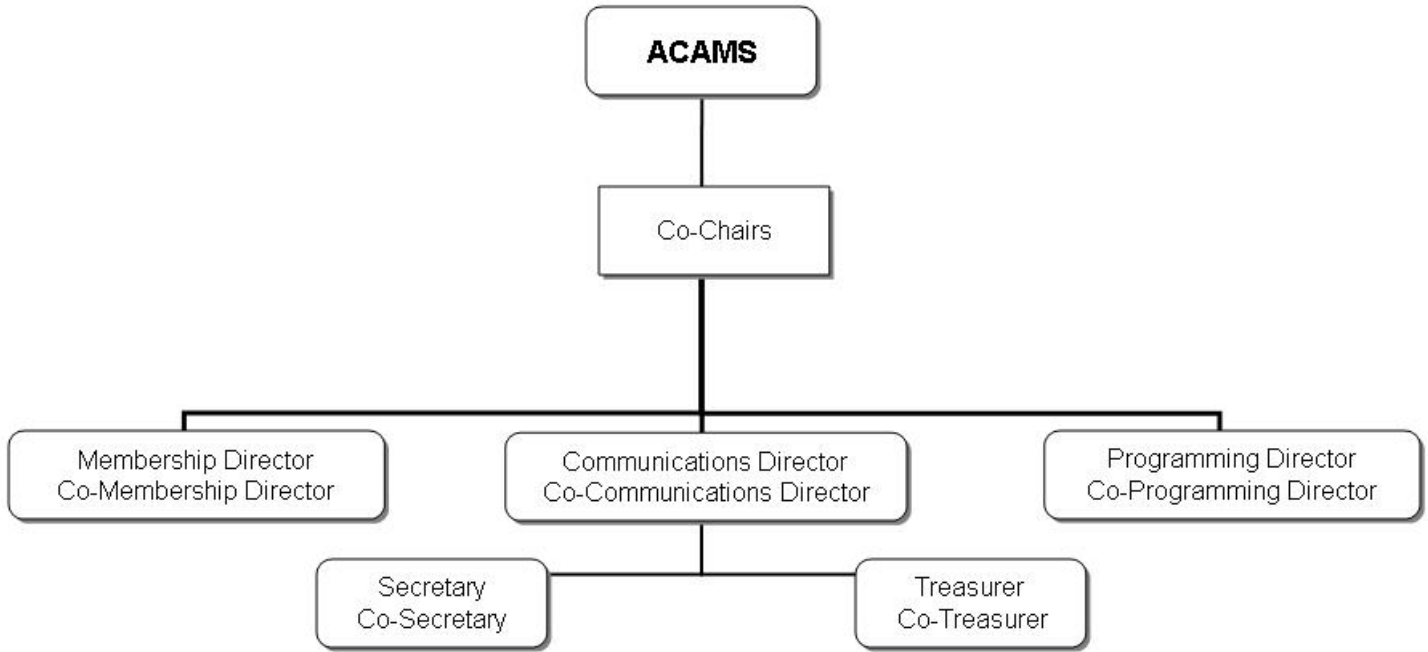 ACAMS
Co-Chairs
Membership Director
Co-Membership Director
Communications Director
Co-Communications Director
Programming Director
Co-Programming Director
Secretary
Co-Secretary
Treasurer
Co-Treasurer